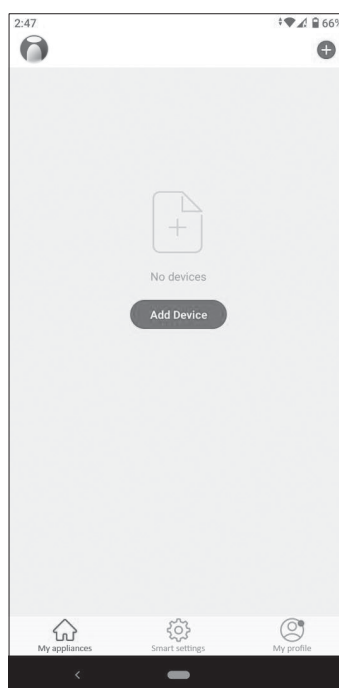 2:47
66%
No devices
Add Device
My appliances
Smart settings
My profile